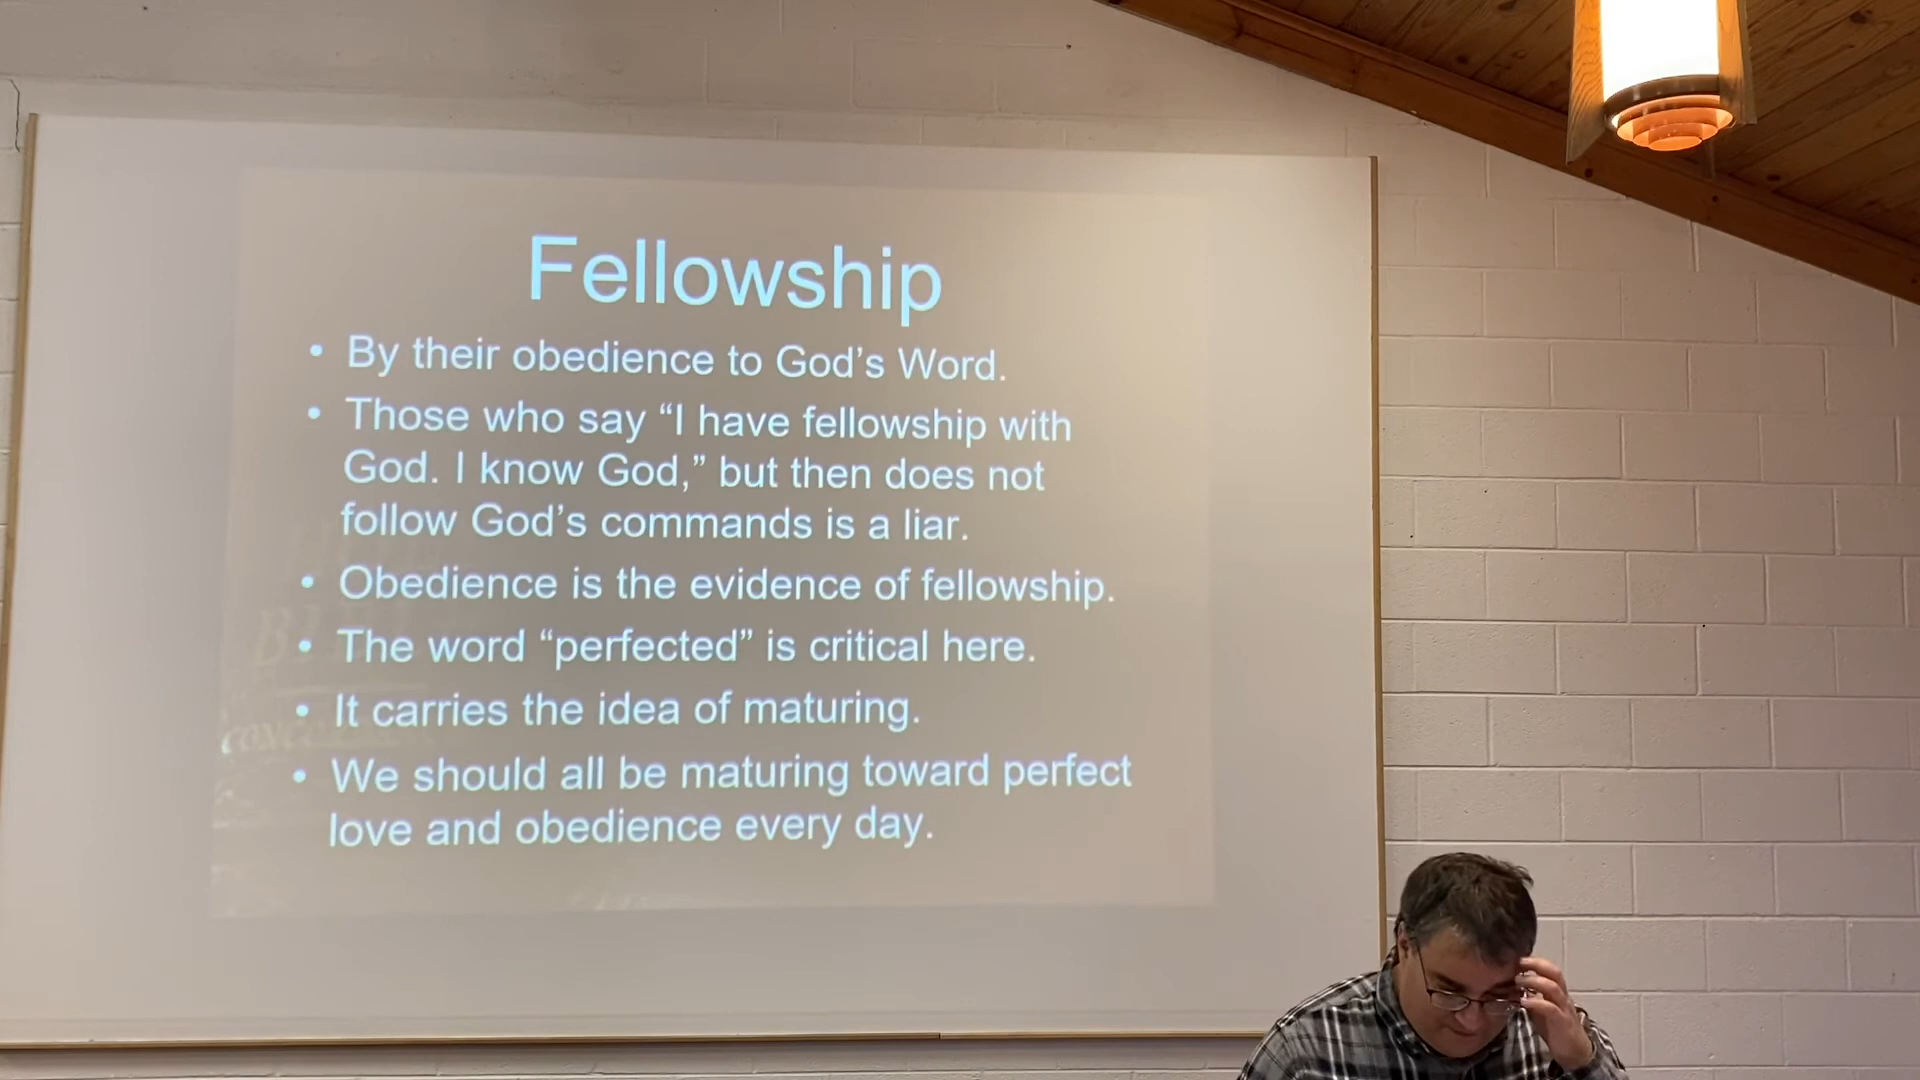 Fellowship
• By their obedience to God’s Word.
• Those who say “I have fellowship with
God. I know God,” but then does not
follow God’s commands is a liar.
• Obedience is the evidence of fellowship.
• The word “perfected” is critical here.
• It carries the idea of maturing.
• We should all be maturing toward perfect
love and obedience every day.